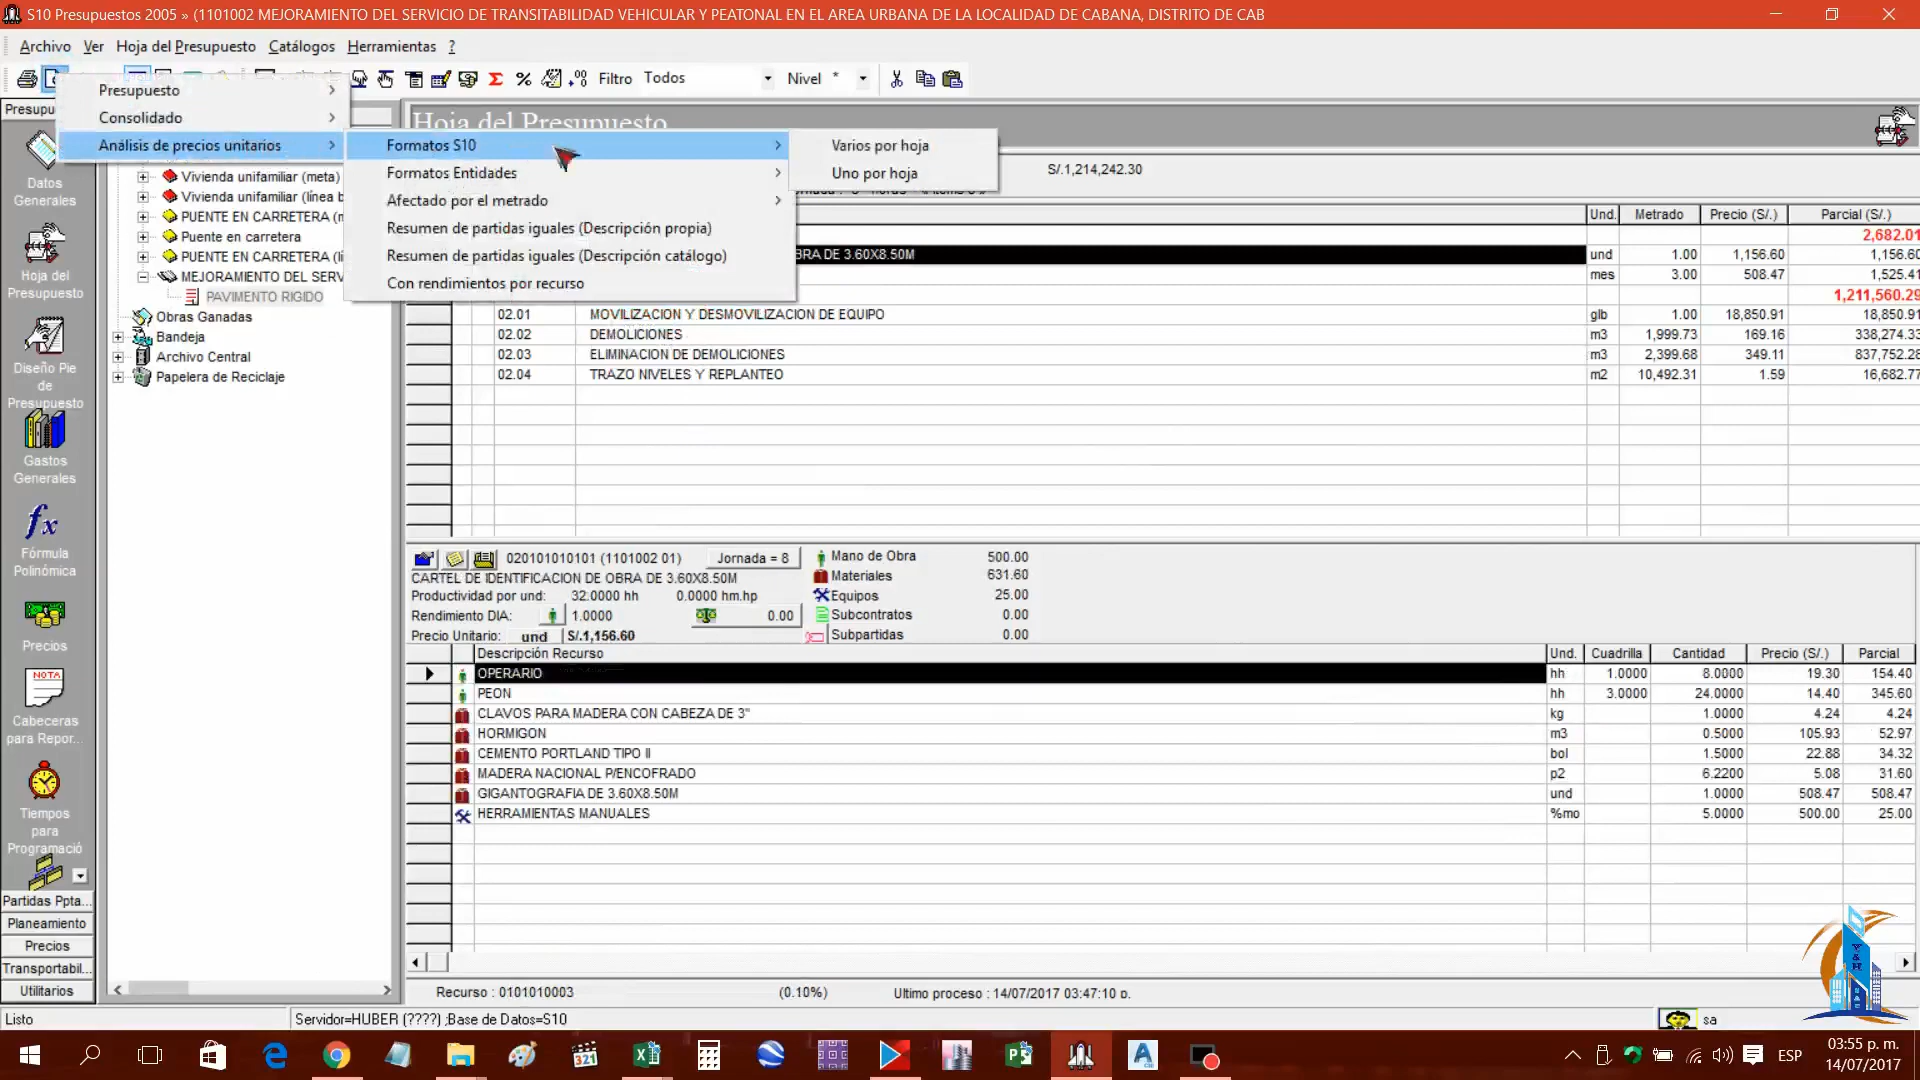 S10 Presupuestos 2005 » (1101002 MEJORAMIENTO DEL SERVICIO DE TRANSITABILIDAD VEHICULAR Y PEATONAL EN EL AREA URBANA DE LA LOCALIDAD DE CABANA, DISTRITO DE CAB
Archivo Ver Hoja del Presupuesto Catálogos Herramientas ?
Filtro Todos Nivel *
Presupuesto
Consolidado
Análisis de precios unitarios
Formatos S10
Formatos Entidades
Afectado por el metrado
Resumen de partidas iguales (Descripción propia)
Resumen de partidas iguales (Descripción catálogo)
Con rendimientos por recurso
Varios por hoja
Uno por hoja
Presupu
Datos
Generales
Hoja del
Presupuesto
Diseño Pie
de
Presupuesto
Gastos
Generales
fx
Fórmula
Polinómica
Precios
NOTA
Cabeceras
para Repor...
Tiempos
para
Programació
Partidas Ppta...
Planeamiento
Precios
Transportabil...
Utilitarios
Vivienda unifamiliar (meta)
Vivienda unifamiliar (línea b
PUENTE EN CARRETERA (m
Puente en carretera
PUENTE EN CARRETERA (lí
MEJORAMIENTO DEL SERV
PAVIMENTO RIGIDO
Obras Ganadas
Bandeja
Archivo Central
Papelera de Reciclaje
Hoja del Presupuesto
S/.1,214,242.30
Und. Metrado Precio (S/.) Parcial (S/.)
2,682.01
BRA DE 3.60X8.50M und 1.00 1,156.60 1,156.60
mes 3.00 508.47 1,525.41
1,211,560.29
02.01 MOVILIZACION Y DESMOVILIZACION DE EQUIPO glb 1.00 18,850.91 18,850.91
02.02 DEMOLICIONES m3 1,999.73 169.16 338,274.33
02.03 ELIMINACION DE DEMOLICIONES m3 2,399.68 349.11 837,752.28
02.04 TRAZO NIVELES Y REPLANTEO m2 10,492.31 1.59 16,682.77
020101010101 (1101002 01) Jornada = 8
CARTEL DE IDENTIFICACION DE OBRA DE 3.60X8.50M
Productividad por und: 32.0000 hh 0.0000 hm.hp
Rendimiento DIA: 1.0000 0.00
Precio Unitario: und S/.1,156.60
Mano de Obra 500.00
Materiales 631.60
Equipos 25.00
Subcontratos 0.00
Subpartidas 0.00
Descripción Recurso Und. Cuadrilla Cantidad Precio (S/.) Parcial
OPERARIO hh 1.0000 8.0000 19.30 154.40
PEON hh 3.0000 24.0000 14.40 345.60
CLAVOS PARA MADERA CON CABEZA DE 3" kg 1.0000 4.24 4.24
HORMIGON m3 0.5000 105.93 52.97
CEMENTO PORTLAND TIPO II bol 1.5000 22.88 34.32
MADERA NACIONAL P/ENCOFRADO p2 6.2200 5.08 31.60
GIGANTOGRAFIA DE 3.60X8.50M und 1.0000 508.47 508.47
HERRAMIENTAS MANUALES %mo 5.0000 500.00 25.00
Recurso : 0101010003 (0.10%) Ultimo proceso : 14/07/2017 03:47:10 p.
Listo Servidor=HUBER (????) ;Base de Datos=S10 sa
321
ESP
03:55 p. m.
14/07/2017